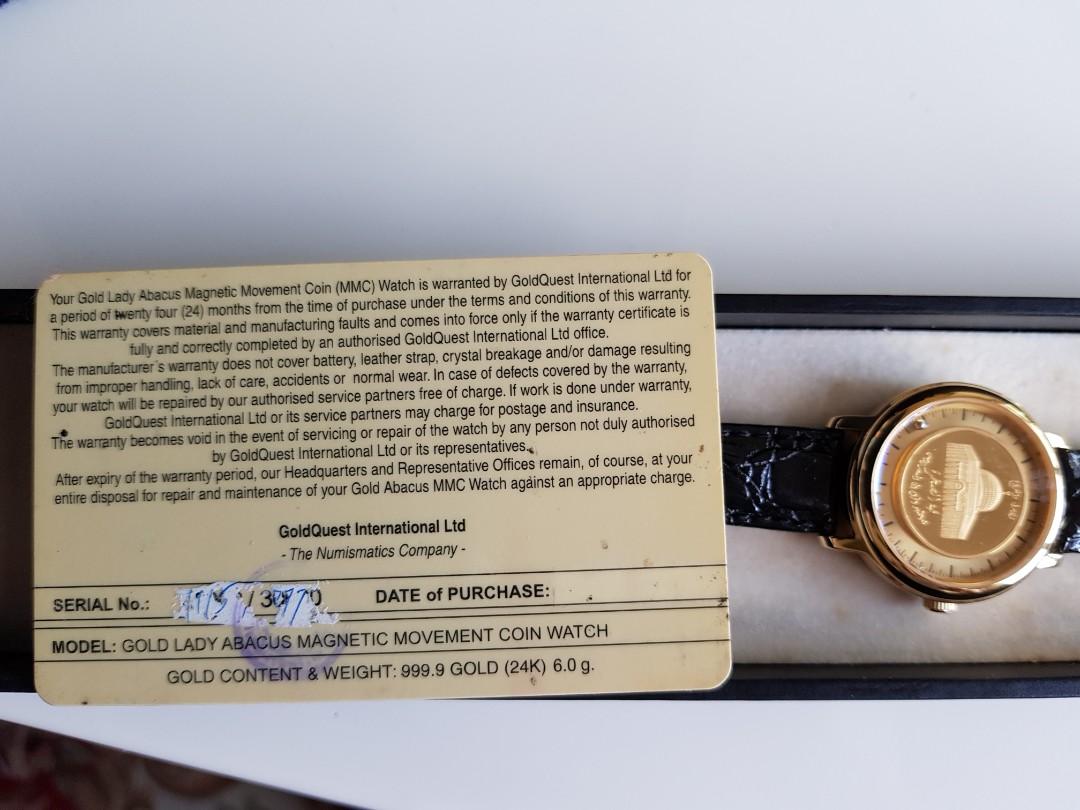 Your Gold Lady Abacus Magnetic Movement Coin (MMC) Watch is warranted by GoldQuest International Ltd for
a period of twenty four (24) months from the time of purchase under the terms and conditions of this warranty.
This warranty covers material and manufacturing faults and comes into force only if the warranty certificate is
fully and correctly completed by an authorised GoldQuest International Ltd office.
The manufacturer's warranty does not cover battery, leather strap, crystal breakage and/or damage resulting
from improper handling, lack of care, accidents or normal wear. In case of defects covered by the warranty,
your watch will be repaired by our authorised service partners free of charge. If work is done under warranty,
GoldQuest International Ltd or its service partners may charge for postage and insurance.
The warranty becomes void in the event of servicing or repair of the watch by any person not duly authorised
by GoldQuest International Ltd or its representatives.
After expiry of the warranty period, our Headquarters and Representative Offices remain, of course, at your
entire disposal for repair and maintenance of your Gold Abacus MMC Watch against an appropriate charge.
GoldQuest International Ltd
- The Numismatics Company -
SERIAL No.: DATE of PURCHASE:
MODEL: GOLD LADY ABACUS MAGNETIC MOVEMENT COIN WATCH
GOLD CONTENT & WEIGHT: 999.9 GOLD (24K) 6.0 g.